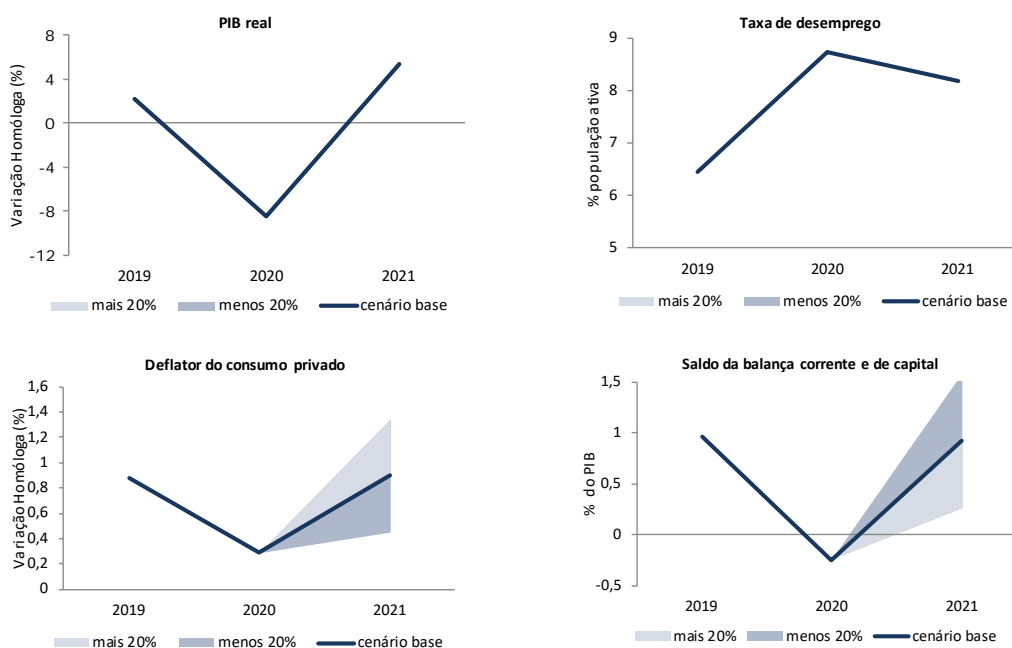 PIB real
Variação Homóloga (%)
8
4
0
-4
-8
-12
2019 2020 2021
mais 20% menos 20% cenário base
Taxa de desemprego
% população ativa
9
8
7
6
5
2019 2020 2021
mais 20% menos 20% cenário base
Deflator do consumo privado
Variação Homóloga (%)
1,6
1,4
1,2
1
0,8
0,6
0,4
0,2
0
2019 2020 2021
mais 20% menos 20% cenário base
Saldo da balança corrente e de capital
% do PIB
1,5
1
0,5
0
-0,5
2019 2020 2021
mais 20% menos 20% cenário base